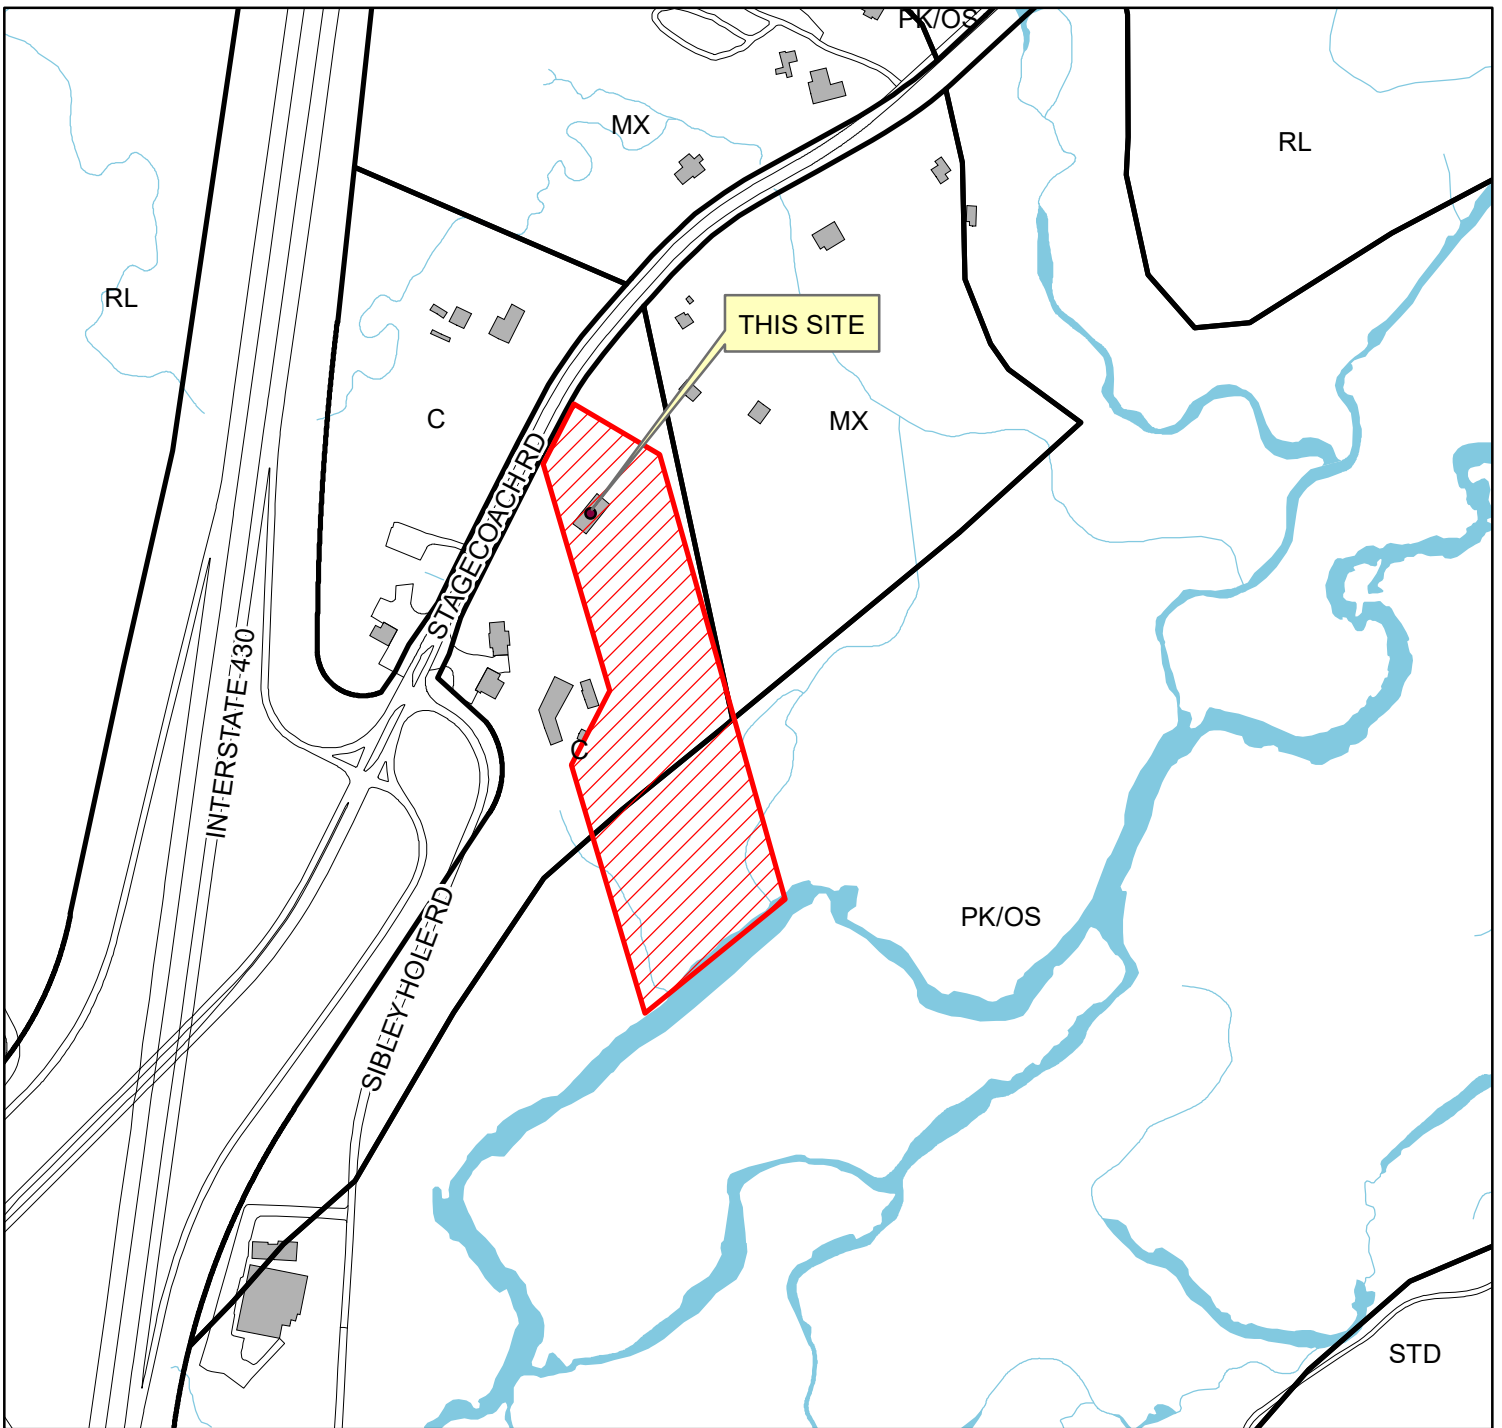 PK/OS
MX
RL
RL
THIS SITE
C
MX
STAGECOACH RD
INTERSTATE 430
C
SIBLEY HOLE RD
PK/OS
STD